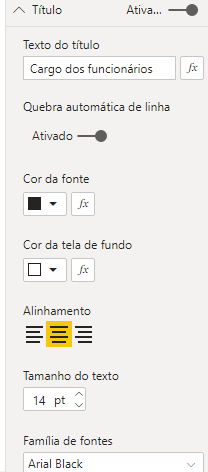 Título Ativa...
Texto do título
Cargo dos funcionários fx
Quebra automática de linha
Ativado
Cor da fonte
fx
Cor da tela de fundo
fx
Alinhamento
Tamanho do texto
14 pt
Família de fontes
Arial Black